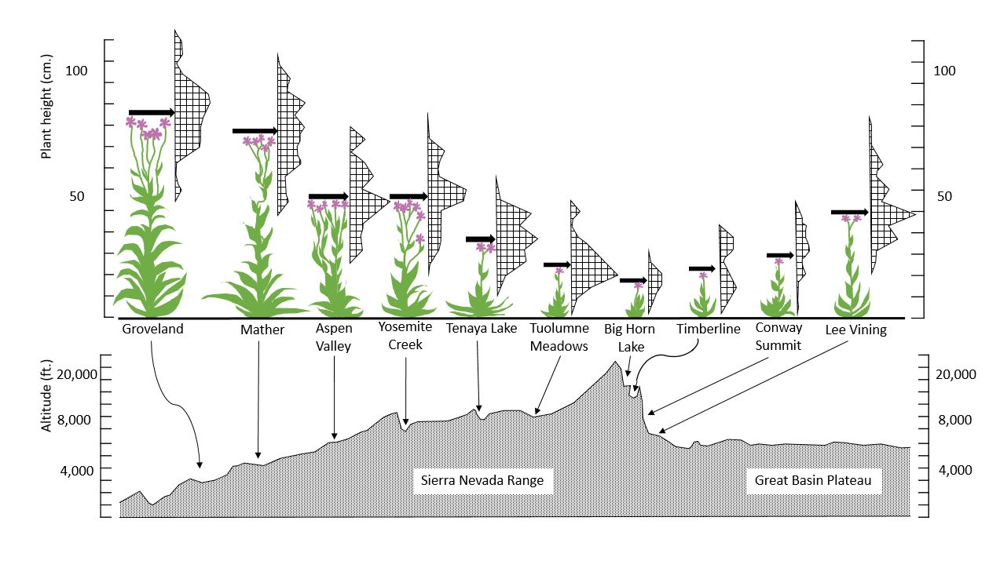 Plant height (cm.)
100
50
100
50
Groveland
Mather
Aspen
Valley
Yosemite
Creek
Tenaya Lake
Tuolumne
Meadows
Big Horn
Lake
Timberline
Conway
Summit
Lee Vining
Altitude (ft.)
20,000
8,000
4,000
20,000
8,000
4,000
Sierra Nevada Range
Great Basin Plateau